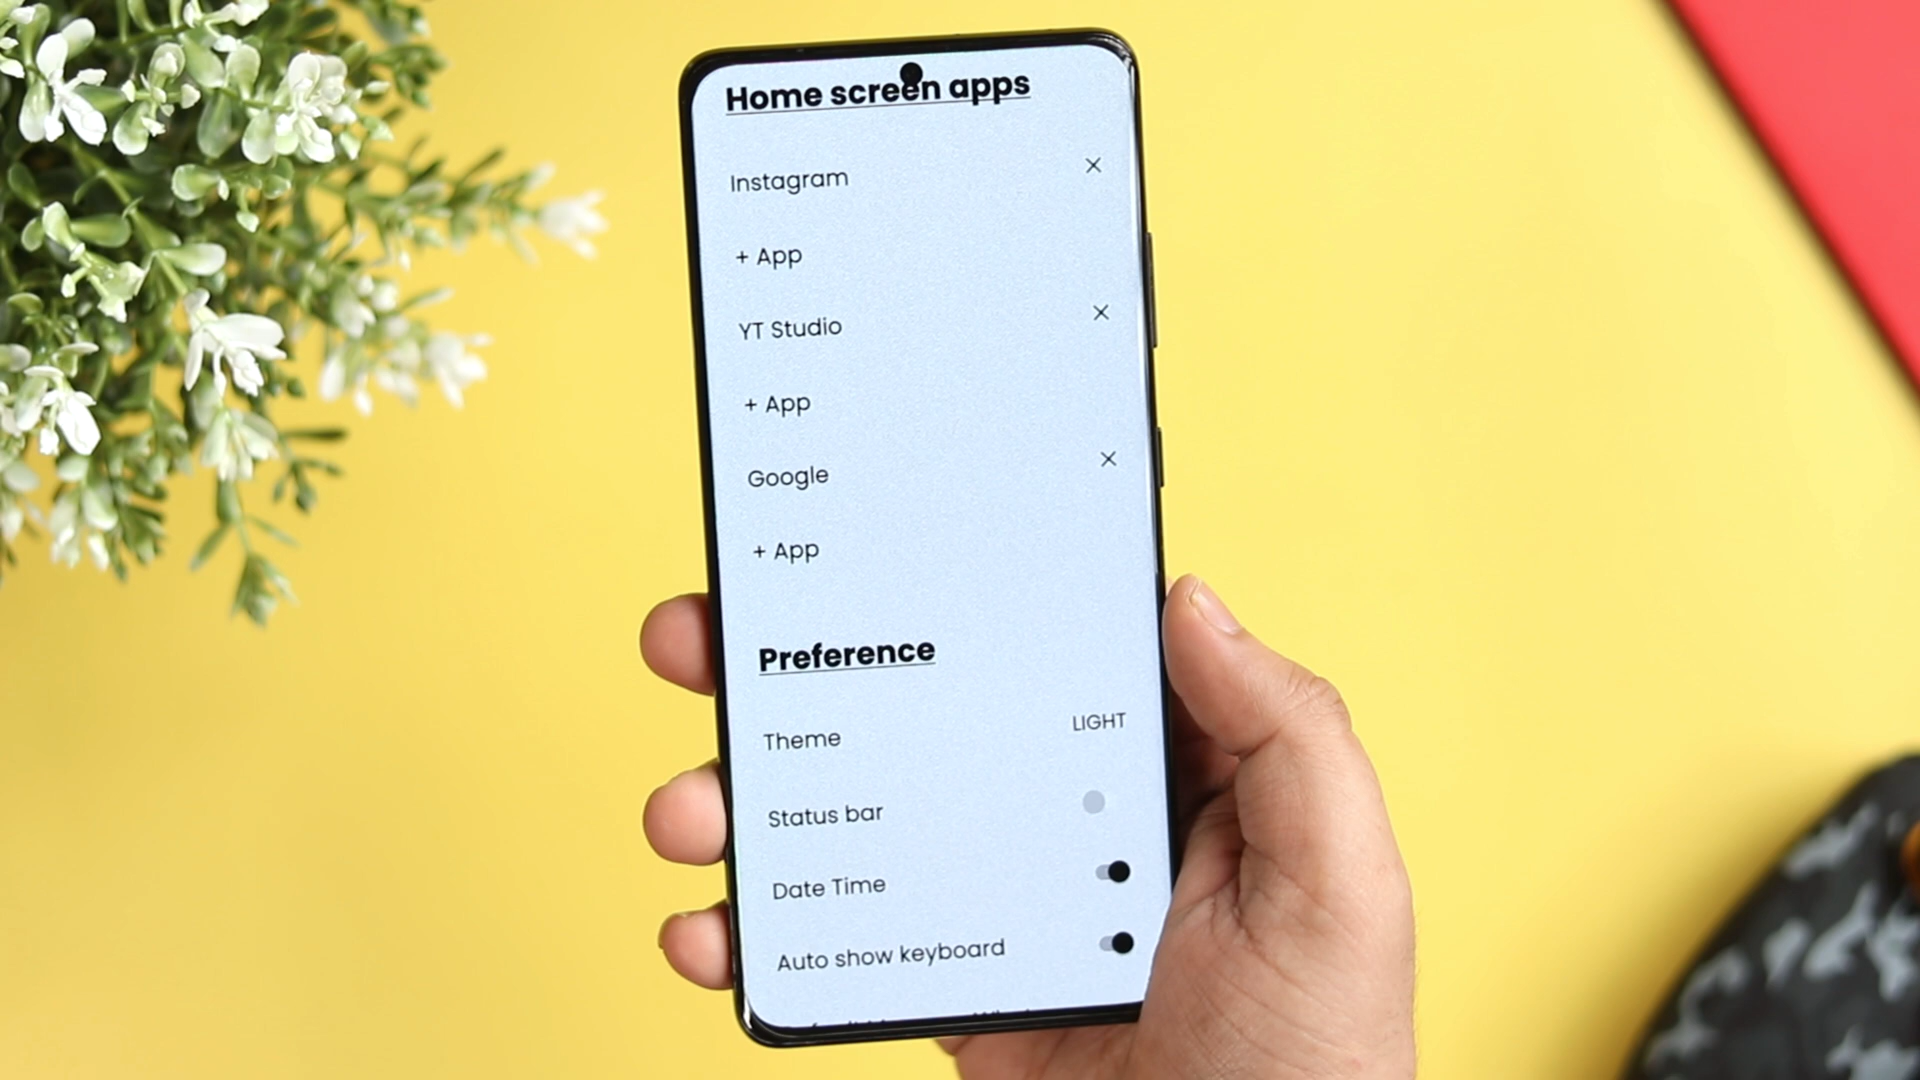 Home screen apps
Instagram
+ App
YT Studio
+ App
Google
+ App
Preference
Theme LIGHT
Status bar
Date Time
Auto show keyboard